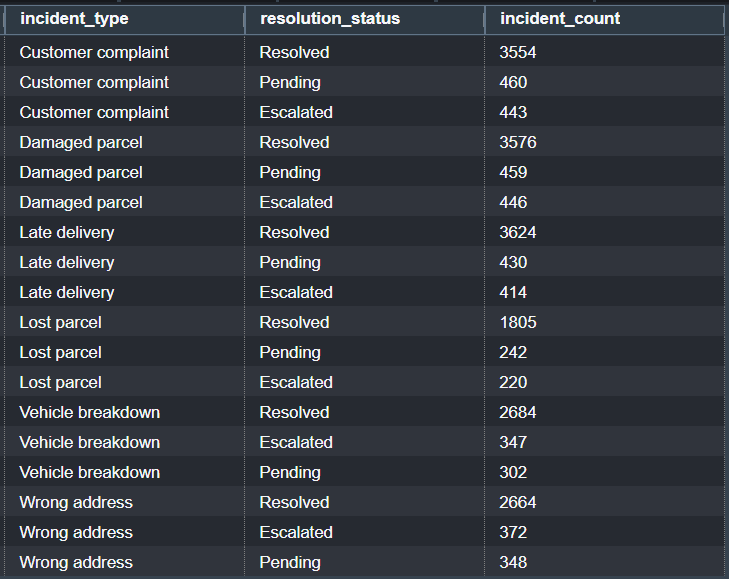 incident_type resolution_status incident_count
Customer complaint Resolved 3554
Customer complaint Pending 460
Customer complaint Escalated 443
Damaged parcel Resolved 3576
Damaged parcel Pending 459
Damaged parcel Escalated 446
Late delivery Resolved 3624
Late delivery Pending 430
Late delivery Escalated 414
Lost parcel Resolved 1805
Lost parcel Pending 242
Lost parcel Escalated 220
Vehicle breakdown Resolved 2684
Vehicle breakdown Escalated 347
Vehicle breakdown Pending 302
Wrong address Resolved 2664
Wrong address Escalated 372
Wrong address Pending 348